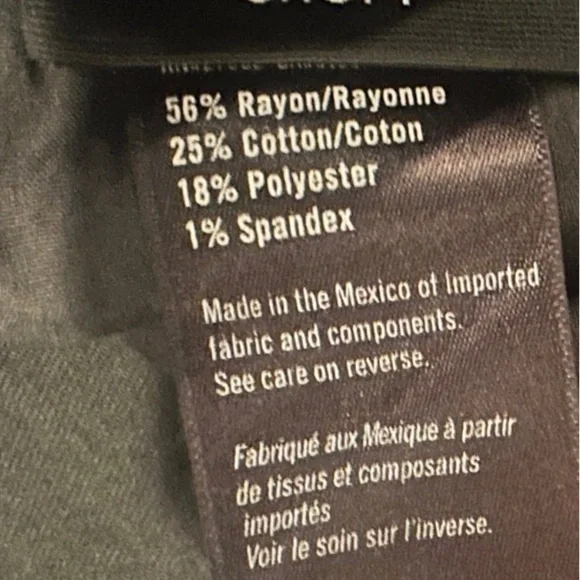 56% Rayon/Rayonne
25% Cotton/Coton
18% Polyester
1% Spandex
Made in the Mexico of Imported
fabric and components.
See care on reverse.
Fabriqué aux Mexique à partir
de tissus et composants
importés
Voir le soin sur l'inverse.